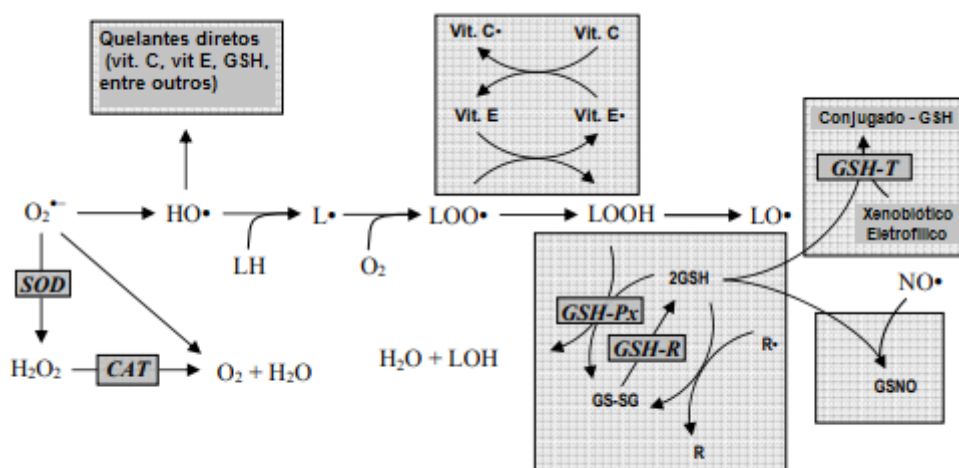 Quelantes diretos
(vit. C, vit E, GSH,
entre outros)
Vit. C• Vit. C
Vit. E Vit. E•
Conjugado - GSH
GSH-T
Xenobiótico
Eletrofílico
O₂•− HO• L• LOO• LOOH LO•
LH O₂
SOD
2GSH
NO•
GSH-Px
GSH-R
R•
H₂O₂ CAT O₂ + H₂O
H₂O + LOH
GS-SG
GSNO
R